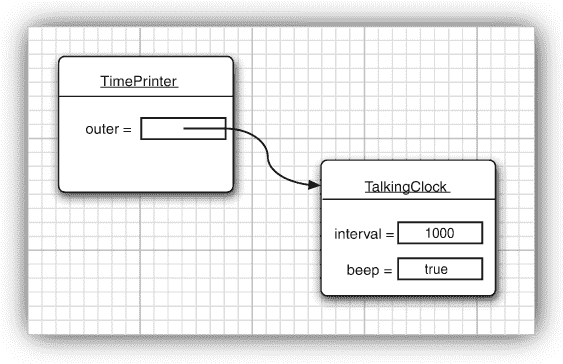 TimePrinter
outer =
TalkingClock
interval = 1000
beep = true